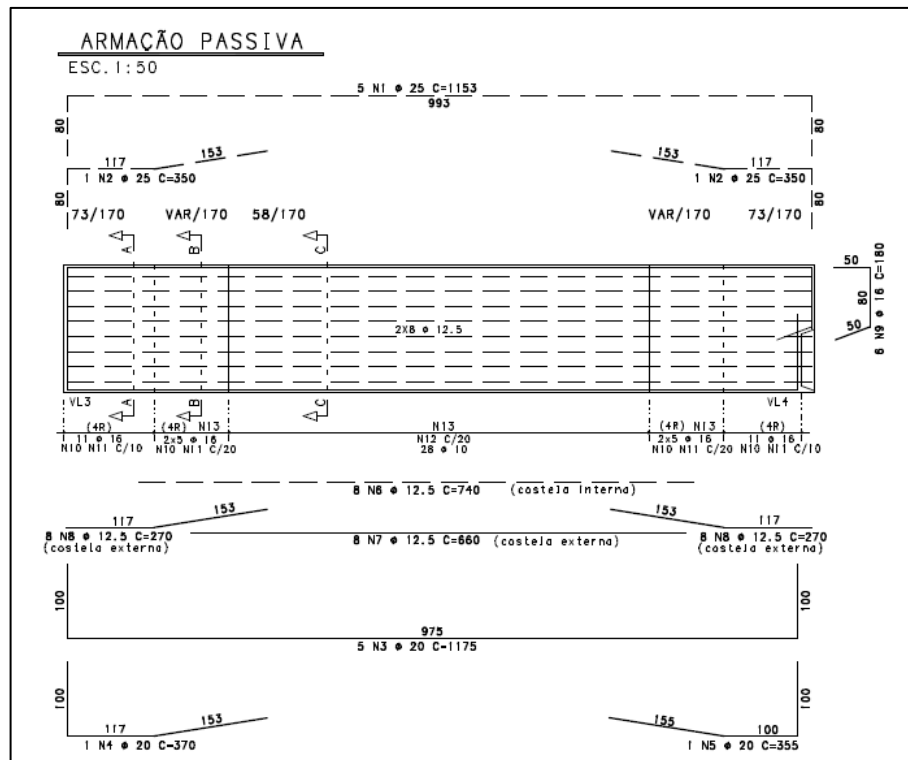 ARMAÇÃO PASSIVA
ESC. 1:50
5 N1 ø 25 C=1153
993
80
80
117
153
153
117
1 N2 ø 25 C=350
1 N2 ø 25 C=350
80
80
73/170
VAR/170
58/170
VAR/170
73/170
A
B
C
50
80
50
6 N9 ø 16 C=180
2X8 ø 12.5
VL3
A
B
C
VL4
(4R)
(4R) N13
N13
(4R) N13
(4R)
11 ø 16
2x5 ø 16
N12 C/20
2x5 ø 16
11 ø 16
N10 N11 C/10
N10 N11 C/20
28 ø 10
N10 N11 C/20
N10 N11 C/10
8 N6 ø 12.5 C=740 (costela interna)
117
153
153
117
8 N8 ø 12.5 C=270
(costela externa)
8 N7 ø 12.5 C=660 (costela externa)
8 N8 ø 12.5 C=270
(costela externa)
100
100
975
5 N3 ø 20 C-1175
100
100
117
153
155
100
1 N4 ø 20 C-370
1 N5 ø 20 C=355